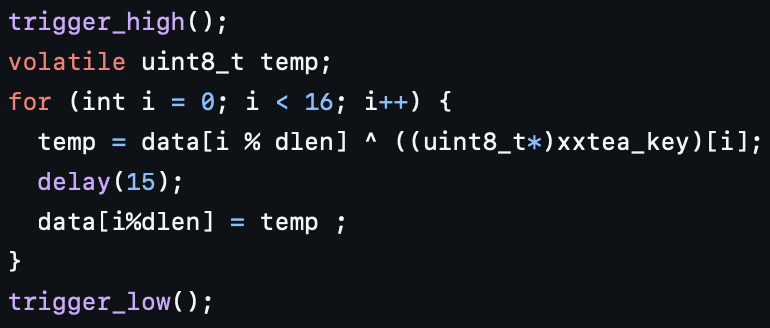 trigger_high();
volatile uint8_t temp;
for (int i = 0; i < 16; i++) {
  temp = data[i % dlen] ^ ((uint8_t*)xxtea_key)[i];
  delay(15);
  data[i%dlen] = temp ;
}
trigger_low();